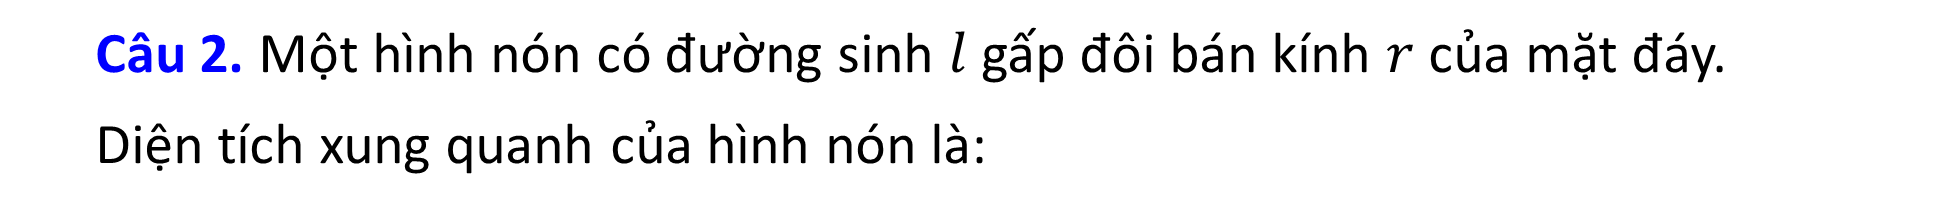 Câu 2. Một hình nón có đường sinh l gấp đôi bán kính r của mặt đáy.
Diện tích xung quanh của hình nón là: